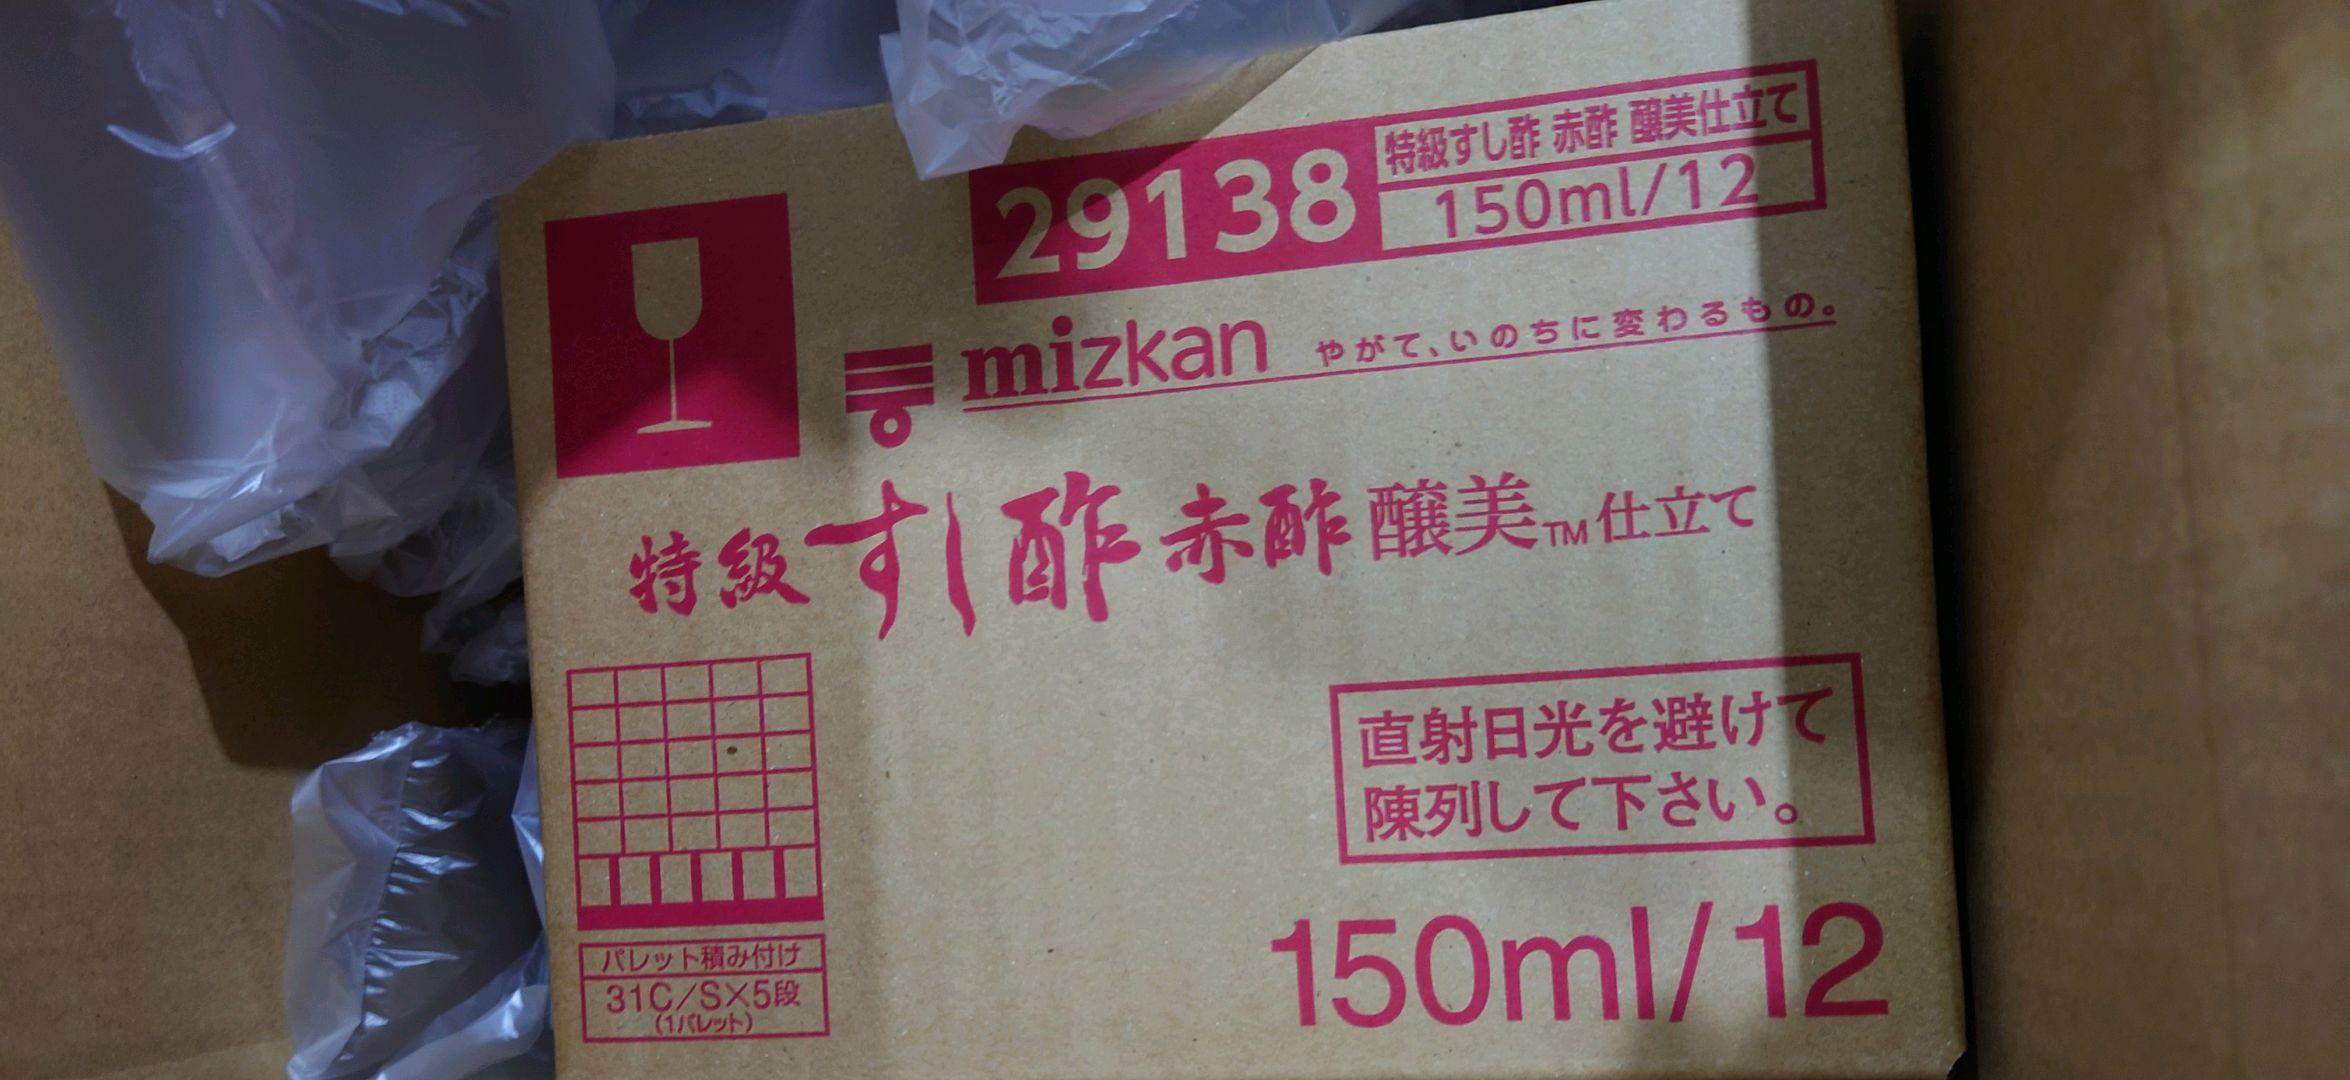 29138
特級すし酢 赤酢 醸美仕立て
150ml/12
mizkan やがて、いのちに変わるもの。
特級すし酢 赤酢 醸美™仕立て
直射日光を避けて
陳列して下さい。
パレット積み付け
31C/S×5段
(1パレット)
150ml/12